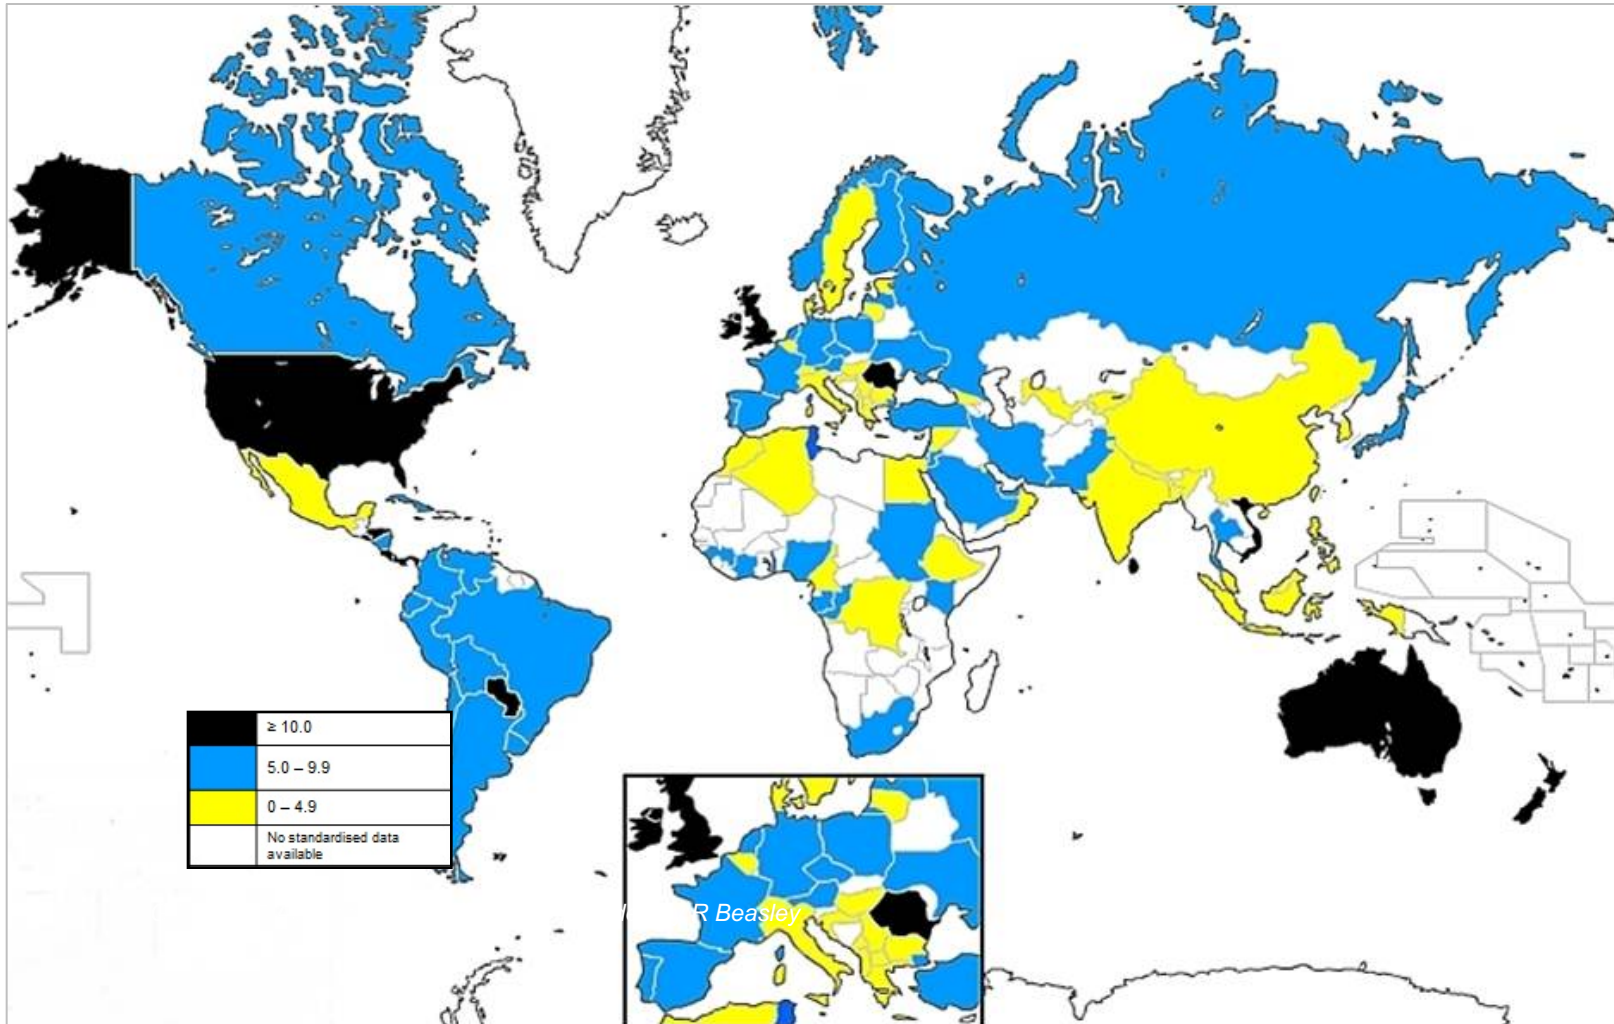 ≥ 10.0
5.0 – 9.9
0 – 4.9
No standardised data
available
R Beasley